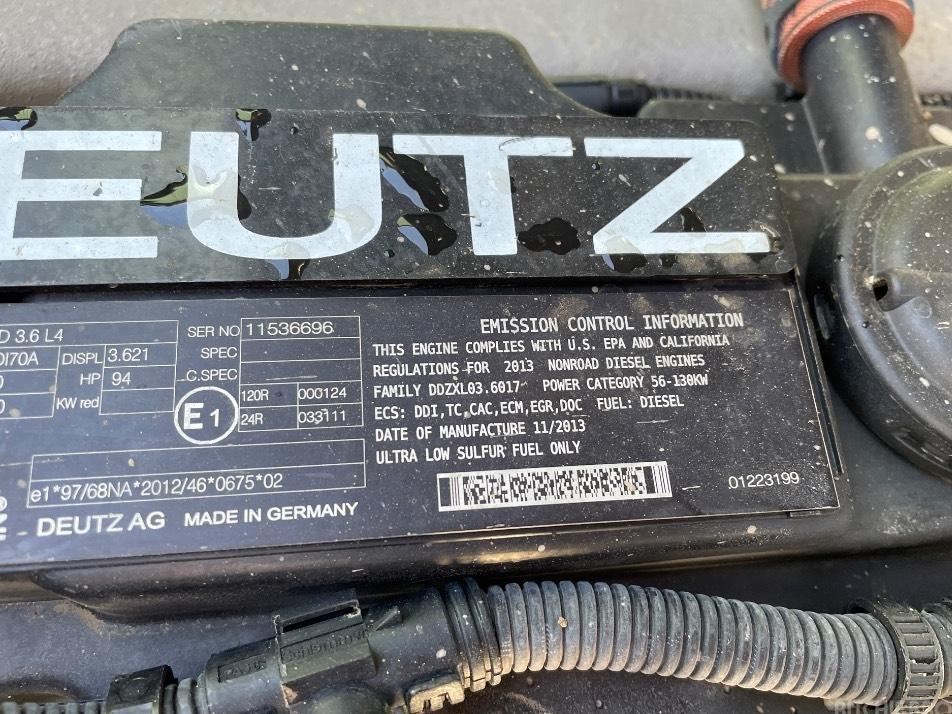 EUTZ
D 3.6 L4
DI70A DISPL 3.621
0 HP 94
0 KW red
SER NO 11536696
SPEC
C.SPEC
E1 120R 000124
24R 033111
e1*97/68NA*2012/46*0675*02
DEUTZ AG MADE IN GERMANY
EMISSION CONTROL INFORMATION
THIS ENGINE COMPLIES WITH U.S. EPA AND CALIFORNIA
REGULATIONS FOR 2013 NONROAD DIESEL ENGINES
FAMILY DDZXL03.6017 POWER CATEGORY 56-130KW
ECS: DDI,TC,CAC,ECM,EGR,DOC FUEL: DIESEL
DATE OF MANUFACTURE 11/2013
ULTRA LOW SULFUR FUEL ONLY
01223199